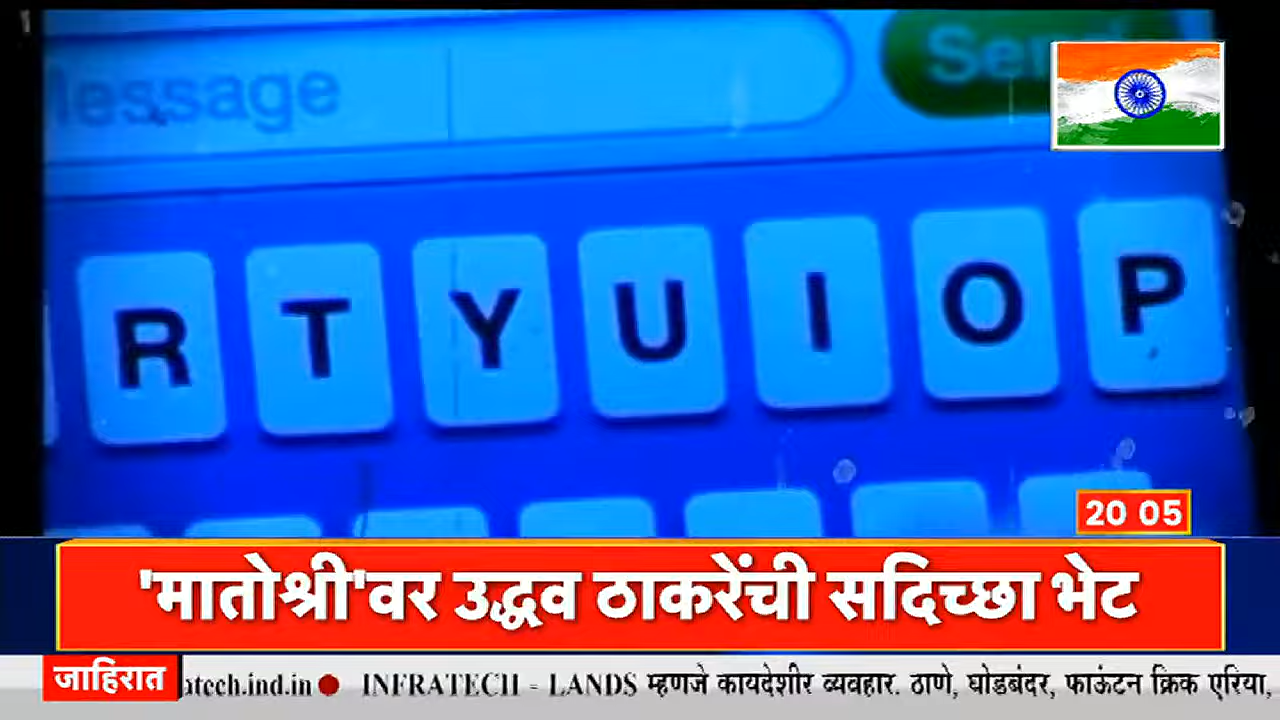 Message
Send
R T Y U I O P
20 05
'मातोश्री'वर उद्धव ठाकरेंची सदिच्छा भेट
जाहिरात
atech.ind.in ● INFRATECH - LANDS म्हणजे कायदेशीर व्यवहार. ठाणे, घोडबंदर, फाऊंटन क्रिक एरिया,